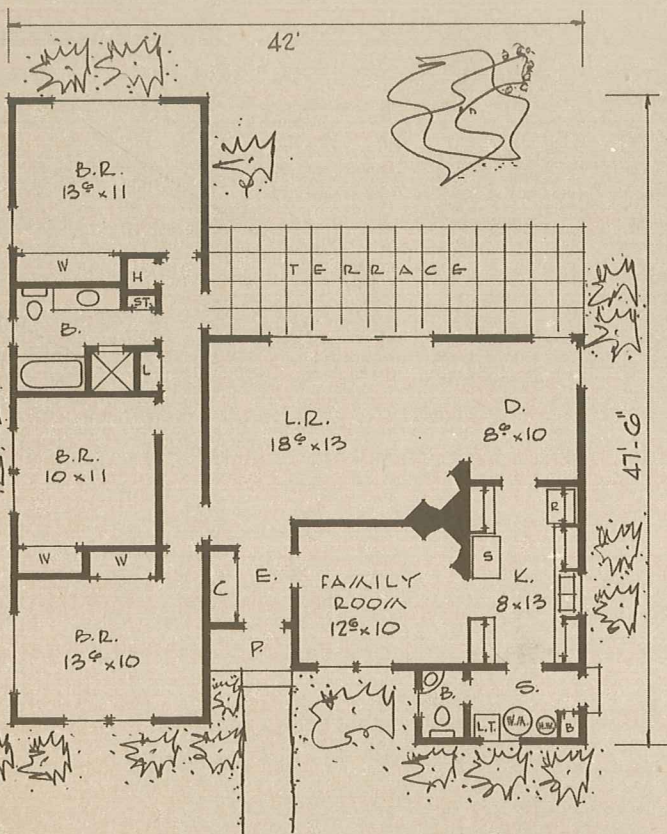 42'
B.R.
13⁶ x 11
W
H
ST.
TERRACE
B.
L
L.R.
18⁶ x 13
D.
8⁶ x 10
47'-6"
B.R.
10 x 11
R
S
W
W
C
E.
FAMILY
ROOM
12⁶ x 10
K.
8 x 13
B.R.
13⁶ x 10
P.
B.
S.
L.T.
W.M.
H.W.
B